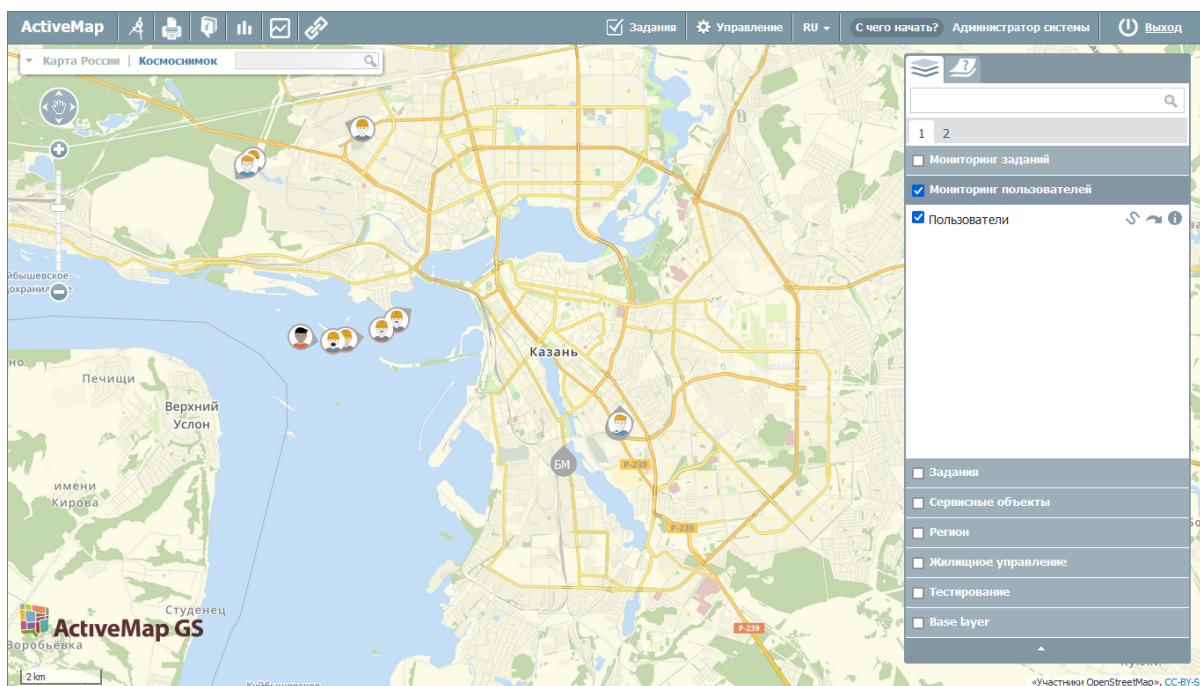 ActiveMap
Задания
Управление
RU
С чего начать?
Администратор системы
Выход
Карта России | Космоснимок
1 2
Мониторинг заданий
Мониторинг пользователей
Пользователи
Казань
Печищи
Верхний
Услон
БМ
Р-239
имени
Кирова
Р-239
Задания
Сервисные объекты
Регион
Жилищное управление
Тестирование
Base layer
Студенец
ActiveMap GS
Р-239
Воробьёвка
2 km
«Участники OpenStreetMap», CC-BY-S